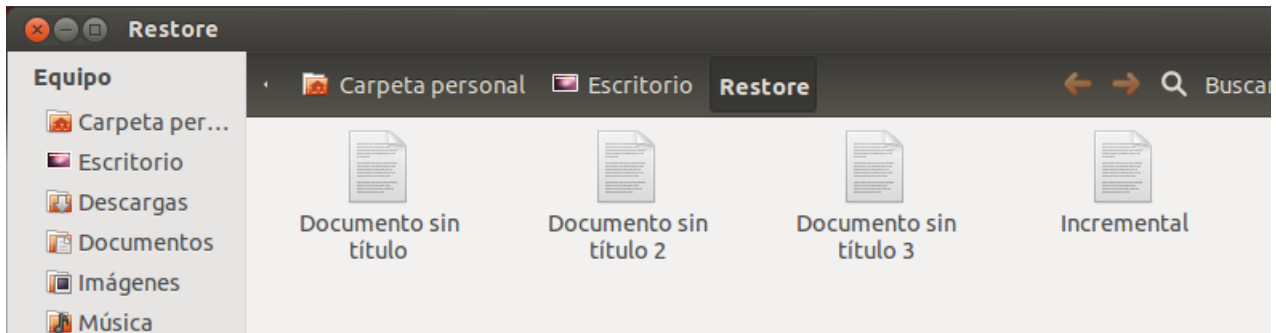 Restore
Equipo
Carpeta personal Escritorio Restore Buscar
Carpeta per...
Escritorio
Descargas
Documentos
Imágenes
Música
Documento sin
título
Documento sin
título 2
Documento sin
título 3
Incremental